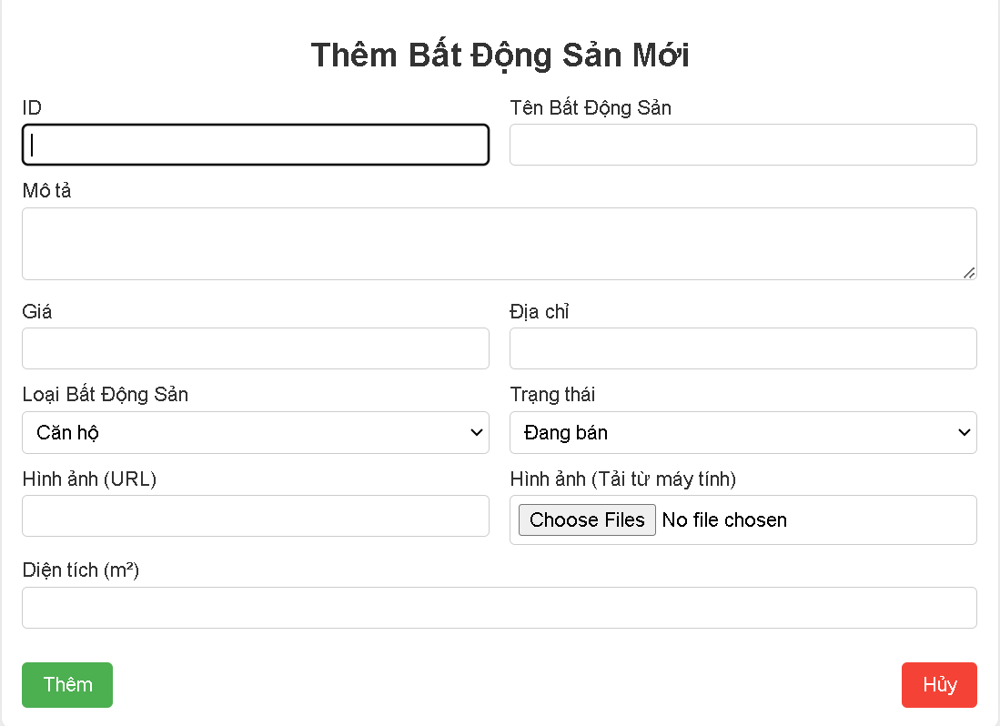 Thêm Bất Động Sản Mới
ID
Tên Bất Động Sản
Mô tả
Giá
Địa chỉ
Loại Bất Động Sản
Trạng thái
Căn hộ
Đang bán
Hình ảnh (URL)
Hình ảnh (Tải từ máy tính)
Choose Files No file chosen
Diện tích (m²)
Thêm
Hủy